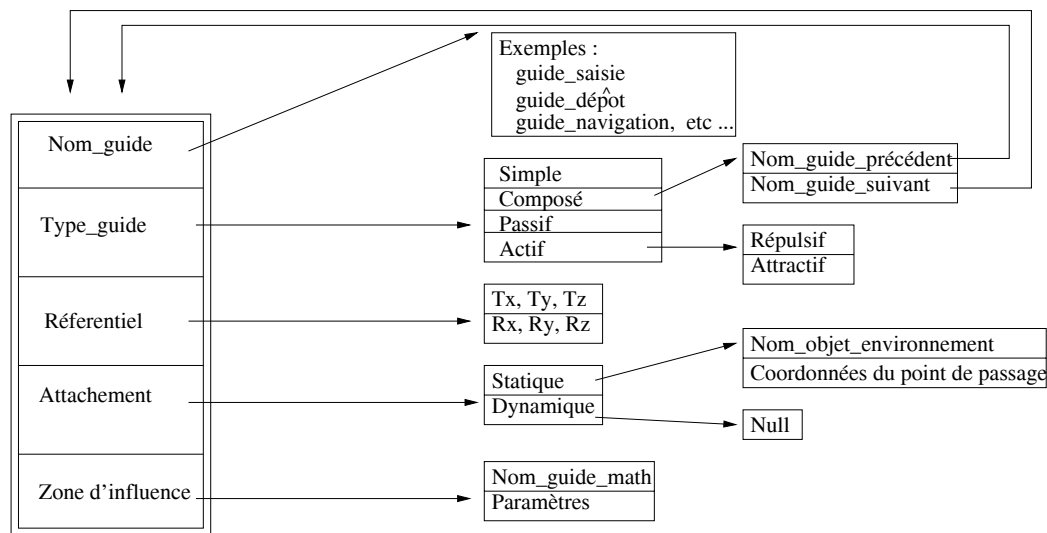 Exemples :
guide_saisie
guide_dépôt
guide_navigation, etc ...
Nom_guide
Nom_guide_précédent
Nom_guide_suivant
Simple
Composé
Passif
Actif
Type_guide
Répulsif
Attractif
Réferentiel
Tx, Ty, Tz
Rx, Ry, Rz
Nom_objet_environnement
Coordonnées du point de passage
Attachement
Statique
Dynamique
Null
Zone d'influence
Nom_guide_math
Paramètres